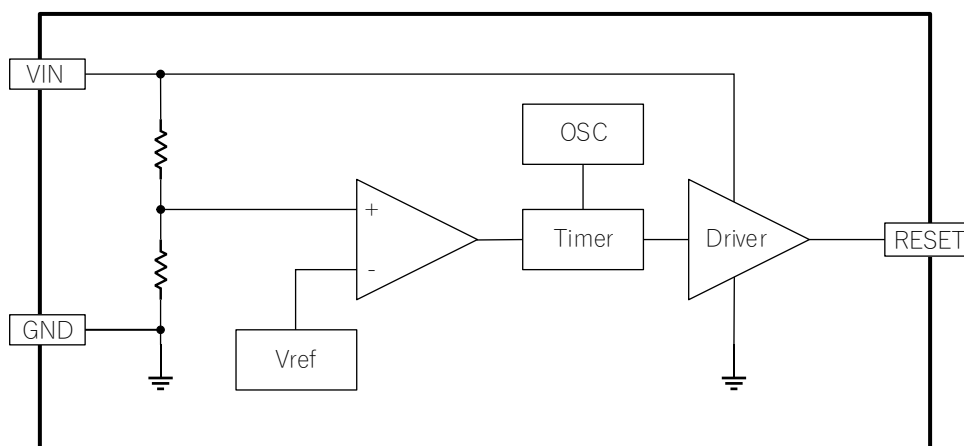 VIN
OSC
+
Timer
Driver
RESET
-
GND
Vref